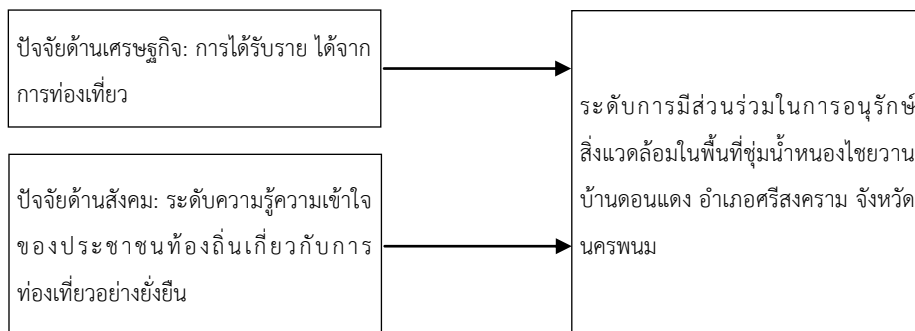 ปัจจัยด้านเศรษฐกิจ: การได้รับราย ได้จาก
การท่องเที่ยว
ปัจจัยด้านสังคม: ระดับความรู้ความเข้าใจ
ของประชาชนท้องถิ่นเกี่ยวกับการ
ท่องเที่ยวอย่างยั่งยืน
ระดับการมีส่วนร่วมในการอนุรักษ์
สิ่งแวดล้อมในพื้นที่ชุ่มน้ำหนองไชยวาน
บ้านดอนแดง อำเภอศรีสงคราม จังหวัด
นครพนม